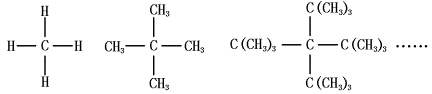 H
H—C—H
H
CH₃
CH₃—CH₃
CH₃
C(CH₃)₃
C(CH₃)₃—C—C(CH₃)₃
C(CH₃)₃
……